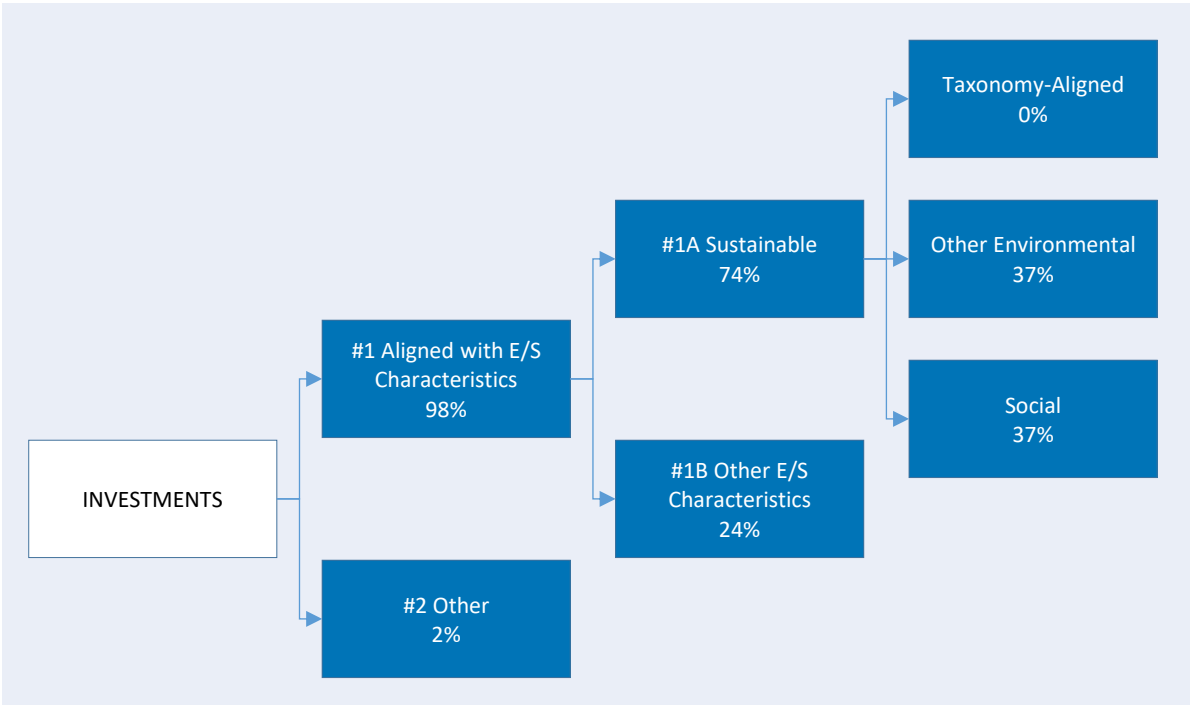 INVESTMENTS
#1 Aligned with E/S
Characteristics
98%
#2 Other
2%
#1A Sustainable
74%
#1B Other E/S
Characteristics
24%
Taxonomy-Aligned
0%
Other Environmental
37%
Social
37%